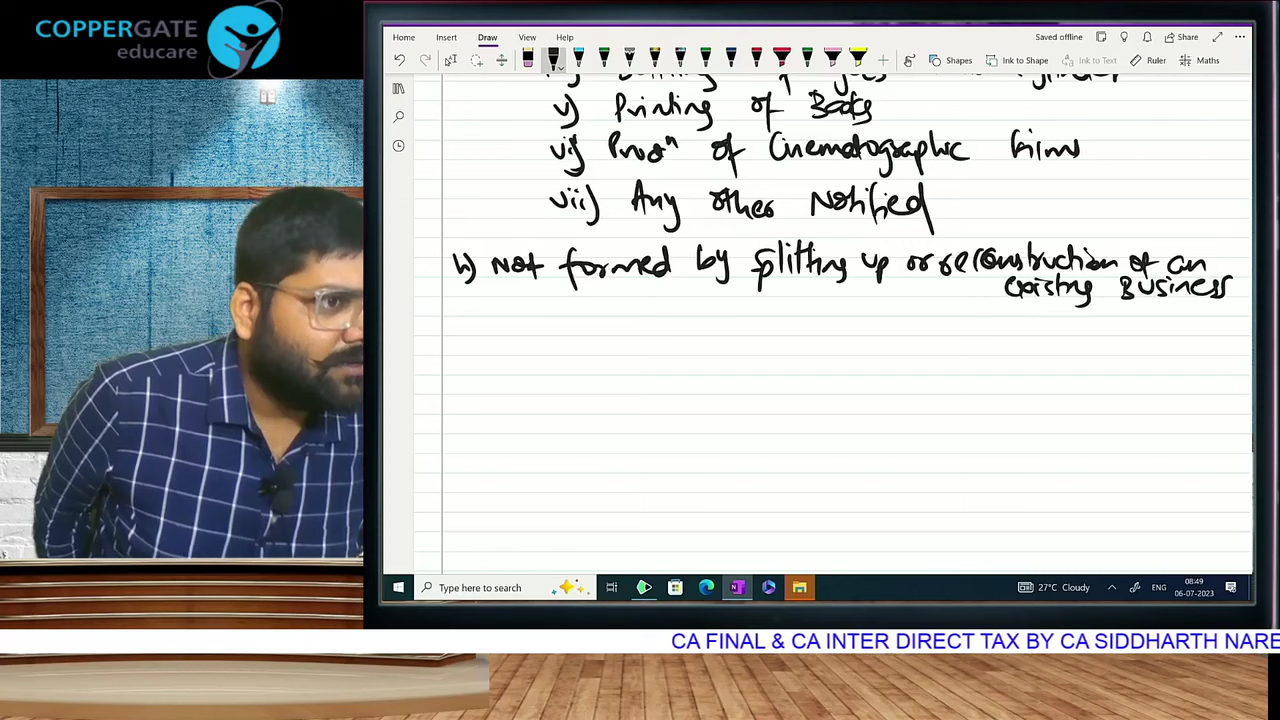 COPPERGATE
educare
Home Insert Draw View Help
Saved offline Share
Shapes Ink to Shape Ink to Text Ruler Maths
v) Printing of Books
vi) Prodn of Cinematographic Films
vii) Any other Notified
h) Not formed by splitting up or reconstruction of an
existing Business
Type here to search
27°C Cloudy
ENG
08:49
06-07-2023
CA FINAL & CA INTER DIRECT TAX BY CA SIDDHARTH NARE